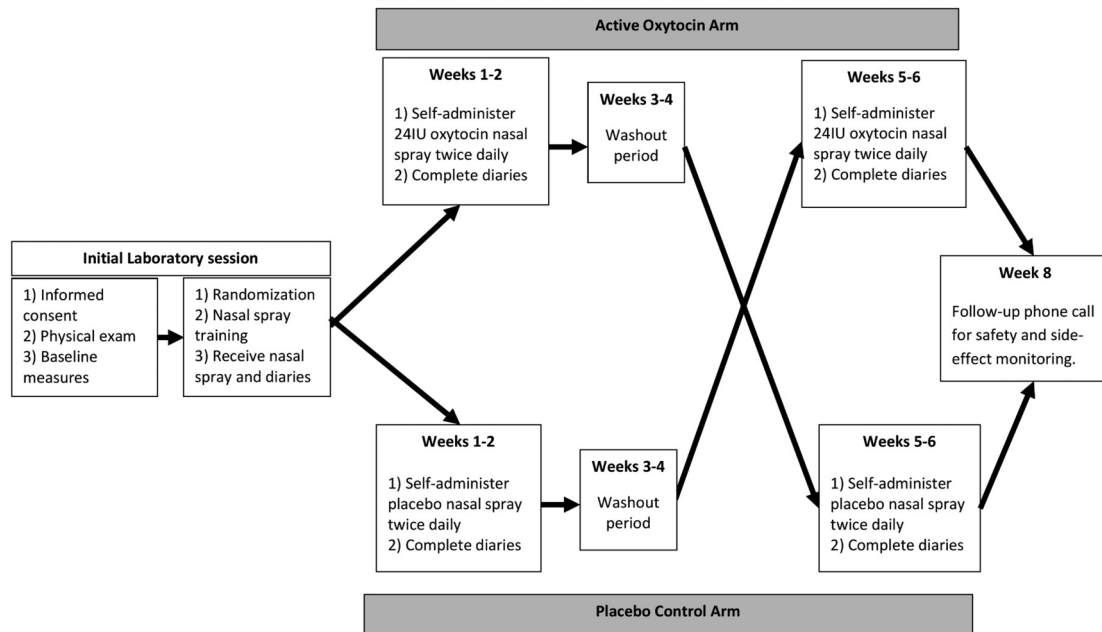 Active Oxytocin Arm
Weeks 1-2
1) Self-administer
24IU oxytocin nasal
spray twice daily
2) Complete diaries
Weeks 3-4
Washout
period
Weeks 5-6
1) Self-administer
24IU oxytocin nasal
spray twice daily
2) Complete diaries
Initial Laboratory session
1) Informed
consent
2) Physical exam
3) Baseline
measures
1) Randomization
2) Nasal spray
training
3) Receive nasal
spray and diaries
Week 8
Follow-up phone call
for safety and side-
effect monitoring.
Weeks 1-2
1) Self-administer
placebo nasal spray
twice daily
2) Complete diaries
Weeks 3-4
Washout
period
Weeks 5-6
1) Self-administer
placebo nasal spray
twice daily
2) Complete diaries
Placebo Control Arm